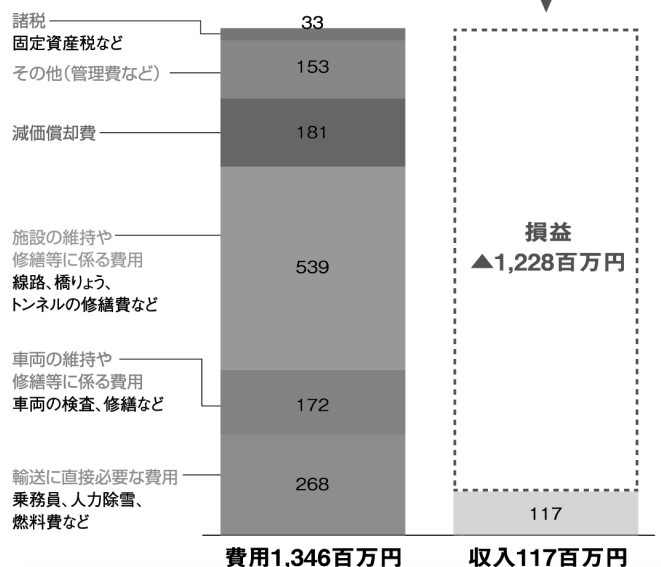 諸税
固定資産税など
33
その他(管理費など)
153
減価償却費
181
施設の維持や
修繕等に係る費用
線路、橋りょう、
トンネルの修繕費など
539
車両の維持や
修繕等に係る費用
車両の検査、修繕など
172
輸送に直接必要な費用
乗務員、人力除雪、
燃料費など
268
費用1,346百万円
損益
▲1,228百万円
117
収入117百万円